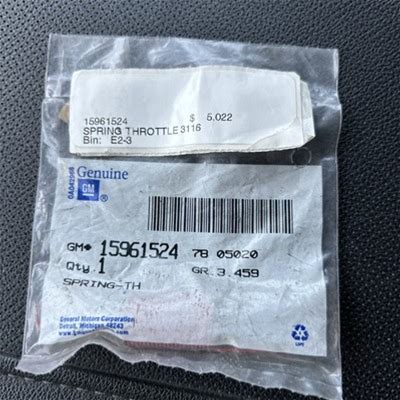 15961524 $ 5.022
SPRING THROTTLE 3116
Bin: E2-3
Genuine
GM ®
GM● 15961524 78 05020
Qty. 1 GR.3.459
SPRING-TH
General Motors Corporation
Detroit, Michigan 48243